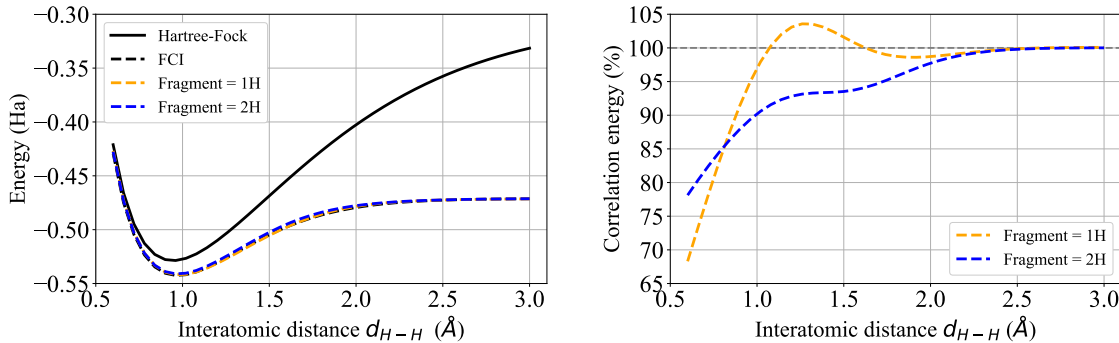 −0.30
−0.35
−0.40
−0.45
−0.50
−0.55
Energy (Ha)
Hartree-Fock
FCI
Fragment = 1H
Fragment = 2H
0.5 1.0 1.5 2.0 2.5 3.0
Interatomic distance d_{H−H} (Å)
105
100
95
90
85
80
75
70
65
Correlation energy (%)
Fragment = 1H
Fragment = 2H
0.5 1.0 1.5 2.0 2.5 3.0
Interatomic distance d_{H−H} (Å)